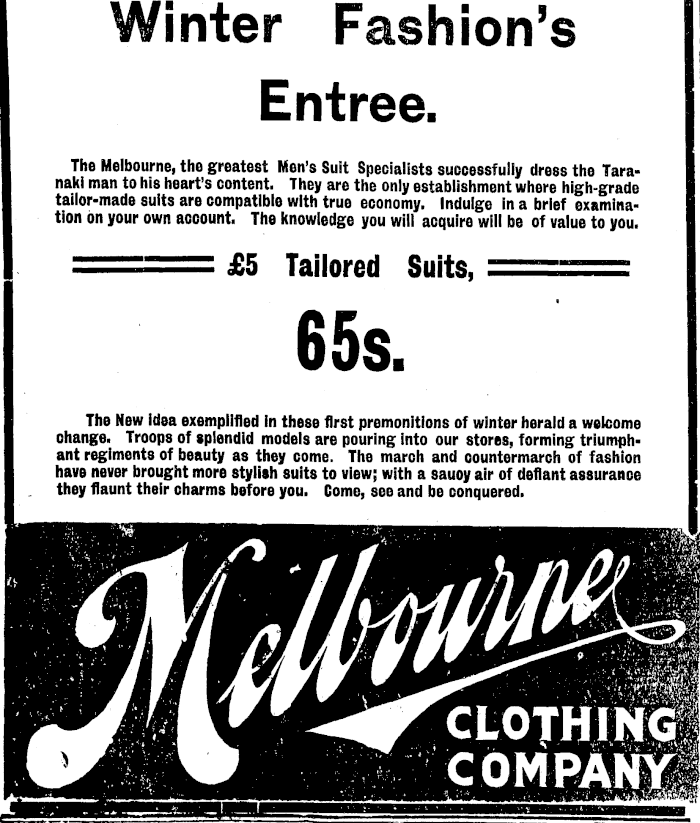 Winter Fashion's
Entree.
The Melbourne, the greatest Men's Suit Specialists successfully dress the Tara-
naki man to his heart's content. They are the only establishment where high-grade
tailor-made suits are compatible with true economy. Indulge in a brief examina-
tion on your own account. The knowledge you will acquire will be of value to you.
£5 Tailored Suits,
65s.
The New idea exemplified in these first premonitions of winter herald a welcome
change. Troops of splendid models are pouring into our stores, forming triumph-
ant regiments of beauty as they come. The march and countermarch of fashion
have never brought more stylish suits to view; with a saucy air of defiant assurance
they flaunt their charms before you. Come, see and be conquered.
Melbourne
CLOTHING
COMPANY